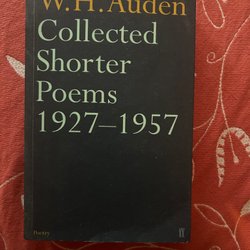 W.H. Auden
Collected
Shorter
Poems
1927–1957
Poetry
ff